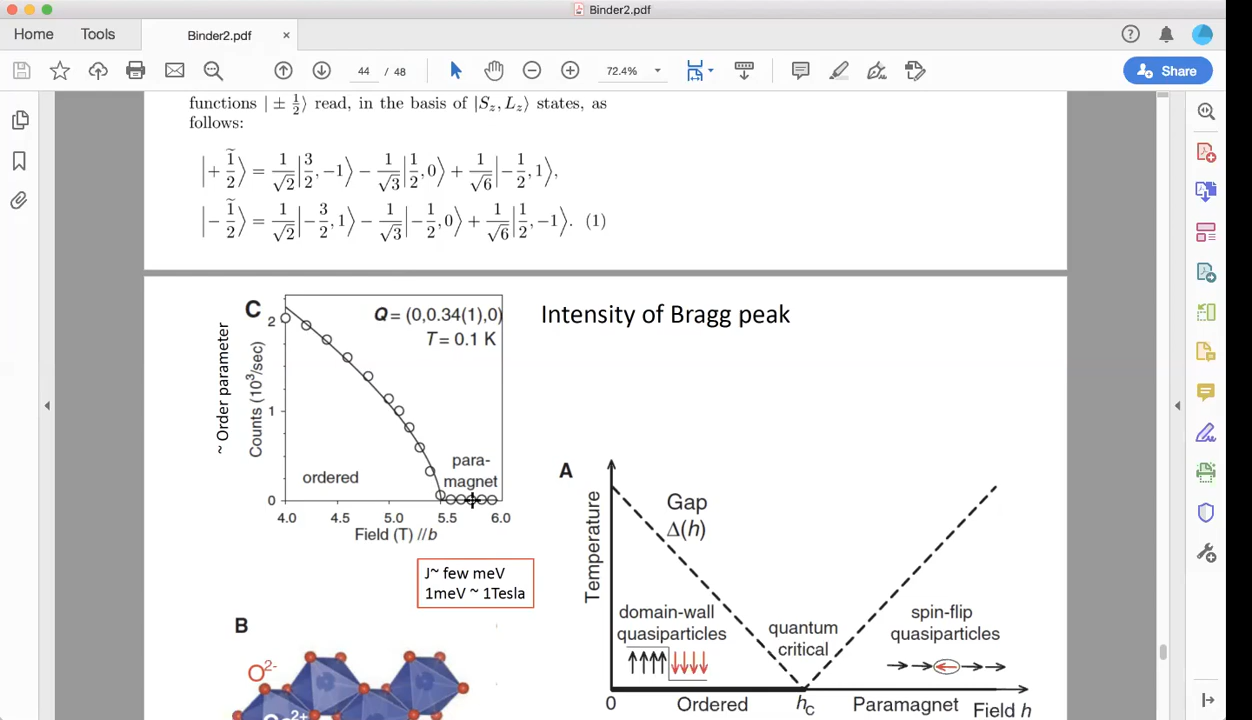 Binder2.pdf
Home Tools Binder2.pdf ×
44 / 48 72.4% Share
functions | ± 1/2⟩ read, in the basis of |S_z, L_z⟩ states, as
follows:
|+ 1̃/2⟩ = 1/√2 |3/2, −1⟩ − 1/√3 |1/2, 0⟩ + 1/√6 |−1/2, 1⟩,
|− 1̃/2⟩ = 1/√2 |−3/2, 1⟩ − 1/√3 |−1/2, 0⟩ + 1/√6 |1/2, −1⟩. (1)
C
Q = (0,0.34(1),0)
T = 0.1 K
Intensity of Bragg peak
~ Order parameter
Counts (10³/sec)
2
1
0
ordered
para-
magnet
4.0 4.5 5.0 5.5 6.0
Field (T) //b
J~ few meV
1meV ~ 1Tesla
B
O²⁻
Co²⁺
A
Temperature
Gap
Δ(h)
domain-wall
quasiparticles
quantum
critical
spin-flip
quasiparticles
0 Ordered h_C Paramagnet Field h